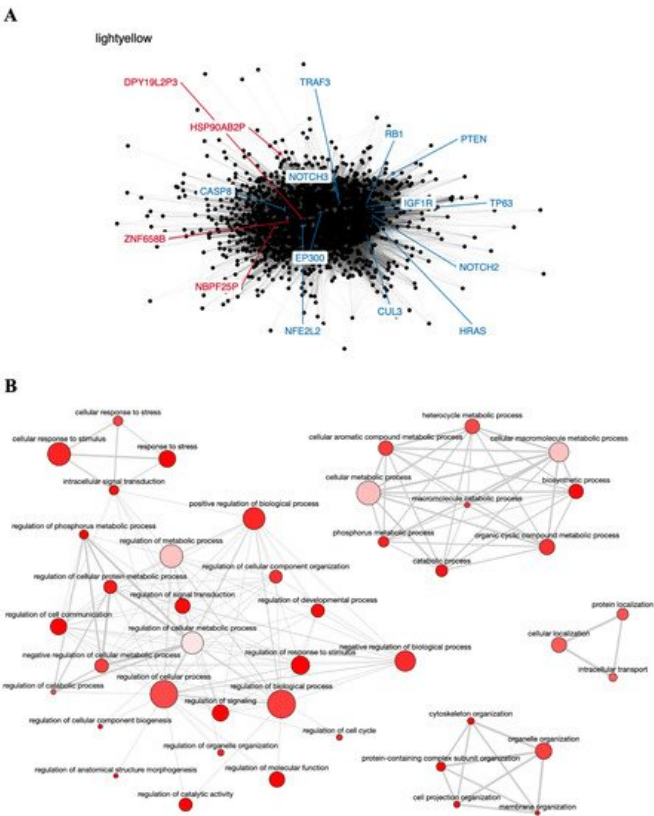 A
lightyellow
DPY19L2P3
TRAF3
HSP90AB2P
RB1
PTEN
NOTCH3
CASP8
IGF1R
TP63
ZNF658B
EP300
NOTCH2
NBPF25P
CUL3
NFE2L2
HRAS
B
cellular response to stress
cellular response to stimulus
response to stress
intracellular signal transduction
positive regulation of biological process
regulation of phosphorus metabolic process
regulation of metabolic process
regulation of cellular component organization
regulation of cellular protein metabolic process
regulation of signal transduction
regulation of developmental process
regulation of cell communication
regulation of cellular metabolic process
regulation of response to stimulus
negative regulation of biological process
negative regulation of cellular metabolic process
regulation of catabolic process
regulation of cellular process
regulation of biological process
regulation of signaling
regulation of cellular component biogenesis
regulation of cell cycle
regulation of organelle organization
regulation of anatomical structure morphogenesis
regulation of molecular function
regulation of catalytic activity
heterocycle metabolic process
cellular aromatic compound metabolic process
cellular macromolecule metabolic process
cellular metabolic process
biosynthetic process
macromolecule metabolic process
phosphorus metabolic process
organic cyclic compound metabolic process
catabolic process
protein localization
cellular localization
intracellular transport
cytoskeleton organization
organelle organization
protein-containing complex subunit organization
cell projection organization
membrane organization